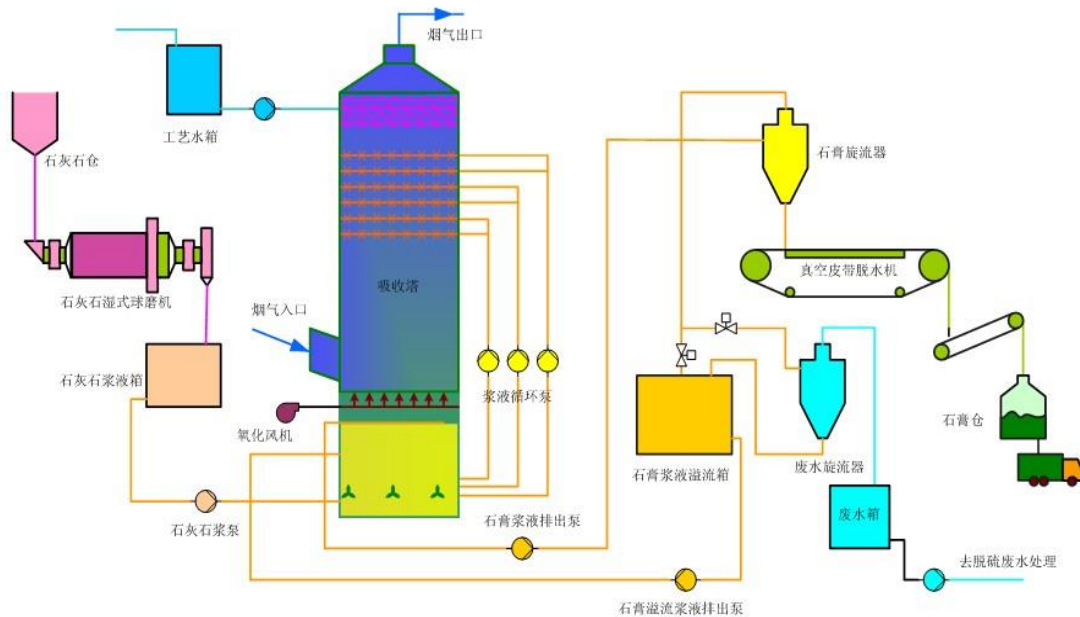 烟气出口
工艺水箱
石灰石仓
石膏旋流器
真空皮带脱水机
石灰石湿式球磨机
吸收塔
烟气入口
石灰石浆液箱
浆液循环泵
石膏仓
氧化风机
石膏浆液溢流箱
废水旋流器
废水箱
石灰石浆泵
石膏浆液排出泵
去脱硫废水处理
石膏溢流浆液排出泵